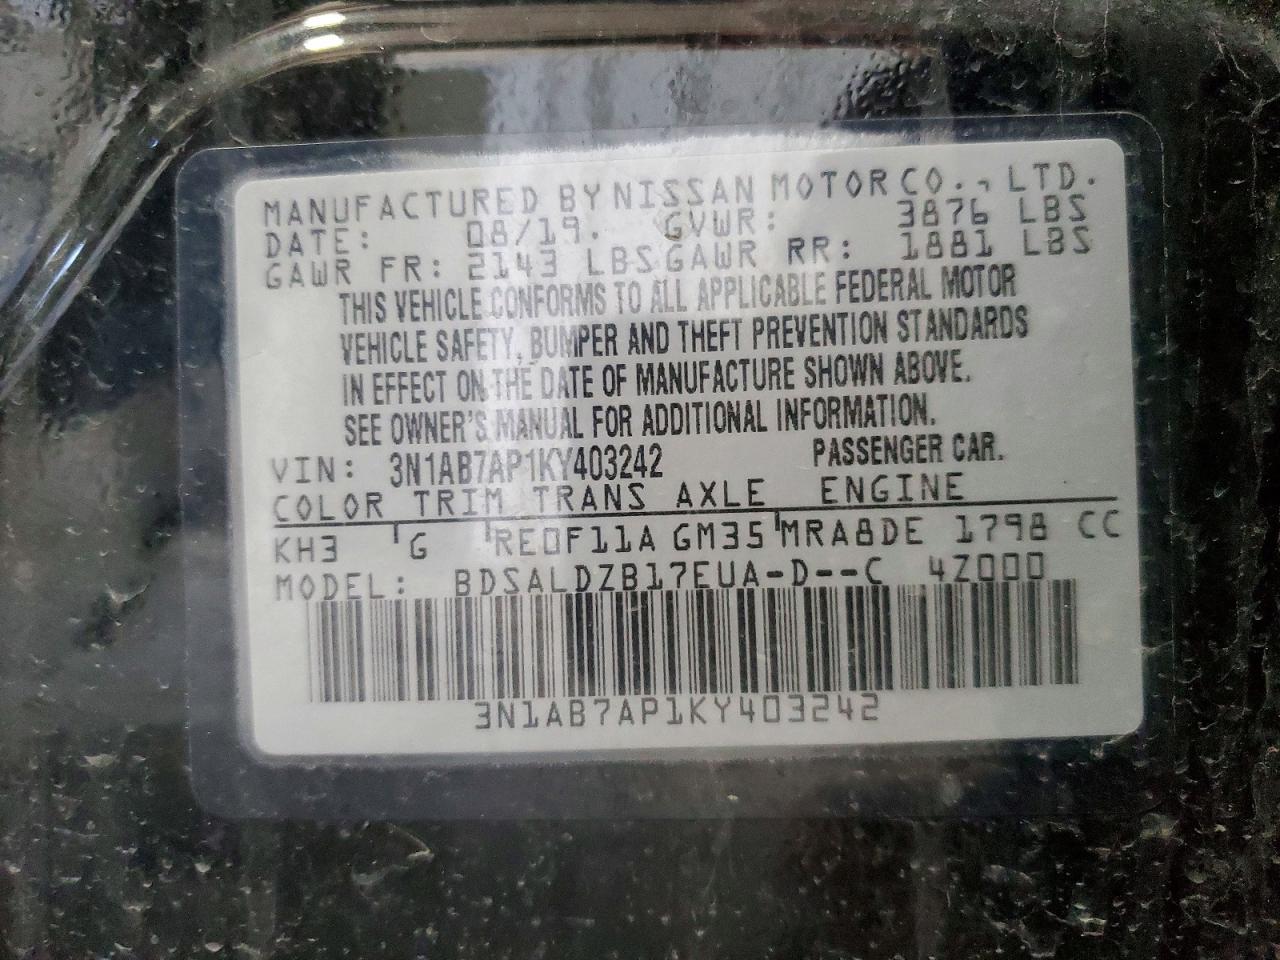 MANUFACTURED BY NISSAN MOTOR CO., LTD.
DATE: 08/19. GVWR: 3876 LBS
GAWR FR: 2143 LBS GAWR RR: 1881 LBS
THIS VEHICLE CONFORMS TO ALL APPLICABLE FEDERAL MOTOR
VEHICLE SAFETY, BUMPER AND THEFT PREVENTION STANDARDS
IN EFFECT ON THE DATE OF MANUFACTURE SHOWN ABOVE.
SEE OWNER'S MANUAL FOR ADDITIONAL INFORMATION.
VIN: 3N1AB7AP1KY403242 PASSENGER CAR.
COLOR TRIM TRANS AXLE ENGINE
KH3 G RE0F11A GM35 MRA8DE 1798 CC
MODEL: BDSALDZB17EUA-D--C 4Z000
3N1AB7AP1KY403242